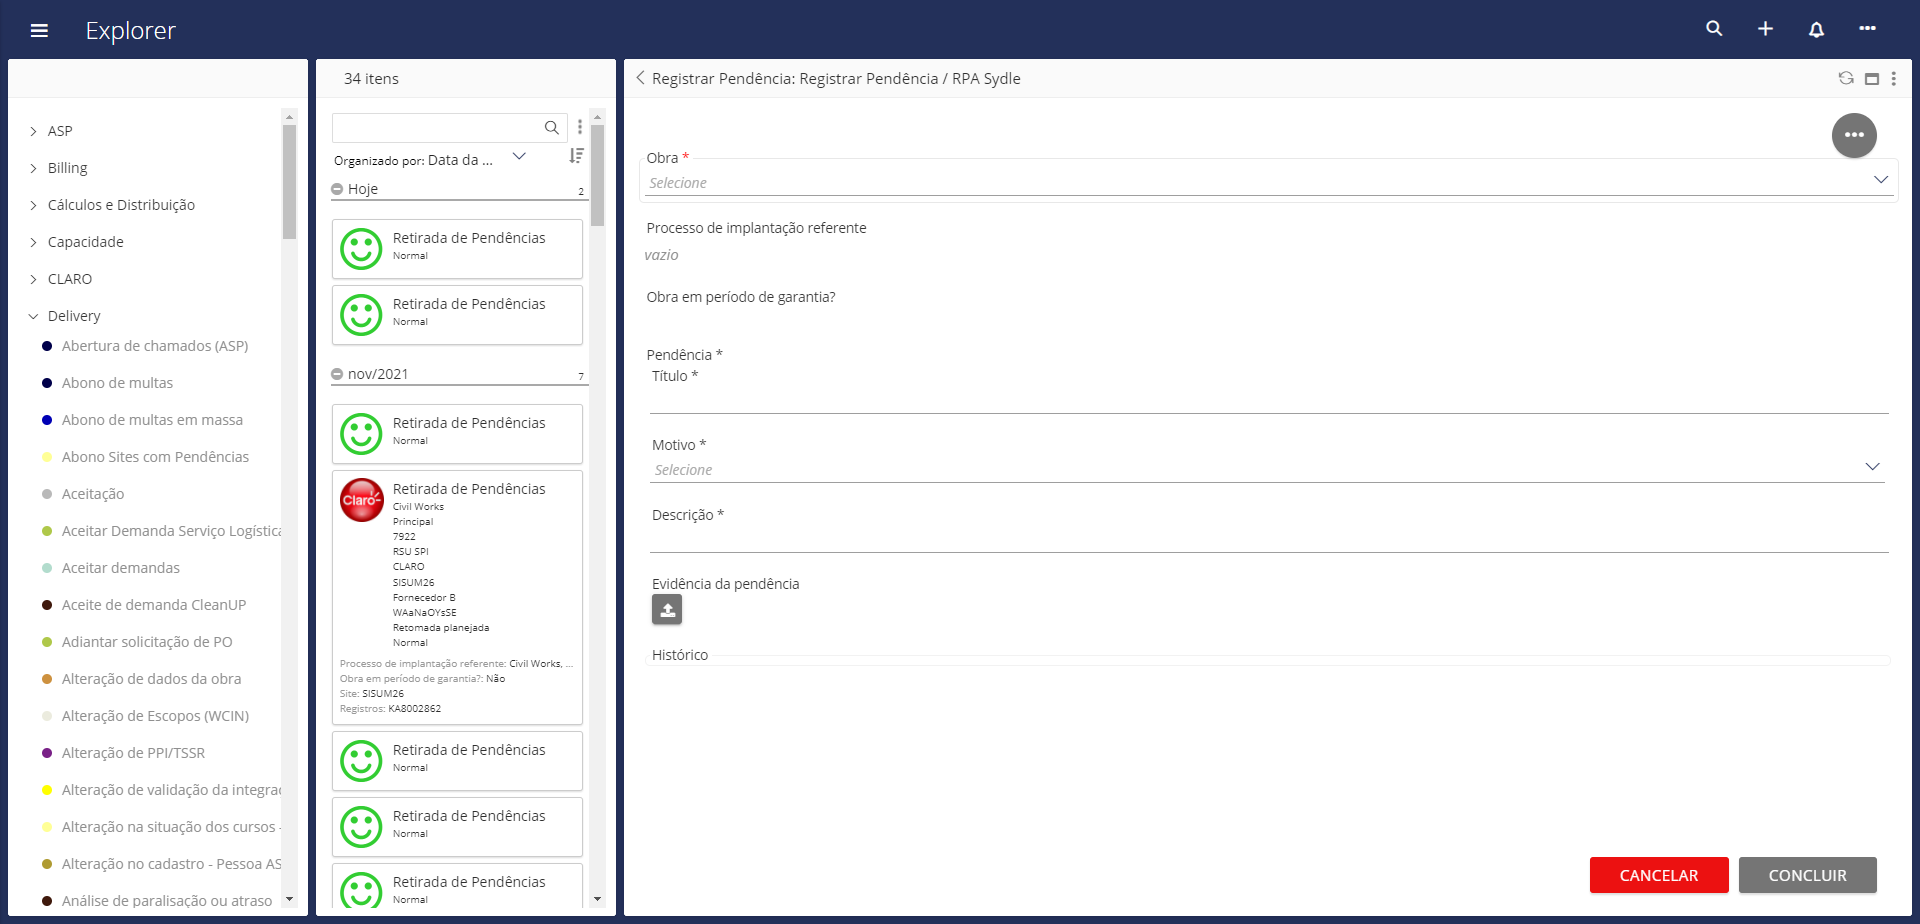 Explorer
ASP
Billing
Cálculos e Distribuição
Capacidade
CLARO
Delivery
Abertura de chamados (ASP)
Abono de multas
Abono de multas em massa
Abono Sites com Pendências
Aceitação
Aceitar Demanda Serviço Logística
Aceitar demandas
Aceite de demanda CleanUP
Adiantar solicitação de PO
Alteração de dados da obra
Alteração de Escopos (WCIN)
Alteração de PPI/TSSR
Alteração de validação da integrac
Alteração na situação dos cursos -
Alteração no cadastro - Pessoa AS
Análise de paralisação ou atraso
34 itens
Organizado por: Data da ...
Hoje 2
Retirada de Pendências
Normal
Retirada de Pendências
Normal
nov/2021 7
Retirada de Pendências
Normal
Claro
Retirada de Pendências
Civil Works
Principal
7922
RSU SPI
CLARO
SISUM26
Fornecedor B
WAaNaOYsSE
Retomada planejada
Normal
Processo de implantação referente: Civil Works, ...
Obra em período de garantia?: Não
Site: SISUM26
Registros: KA8002862
Retirada de Pendências
Normal
Retirada de Pendências
Normal
Retirada de Pendências
Normal
Registrar Pendência: Registrar Pendência / RPA Sydle
Obra *
Selecione
Processo de implantação referente
vazio
Obra em período de garantia?
Pendência *
Título *
Motivo *
Selecione
Descrição *
Evidência da pendência
Histórico
CANCELAR
CONCLUIR